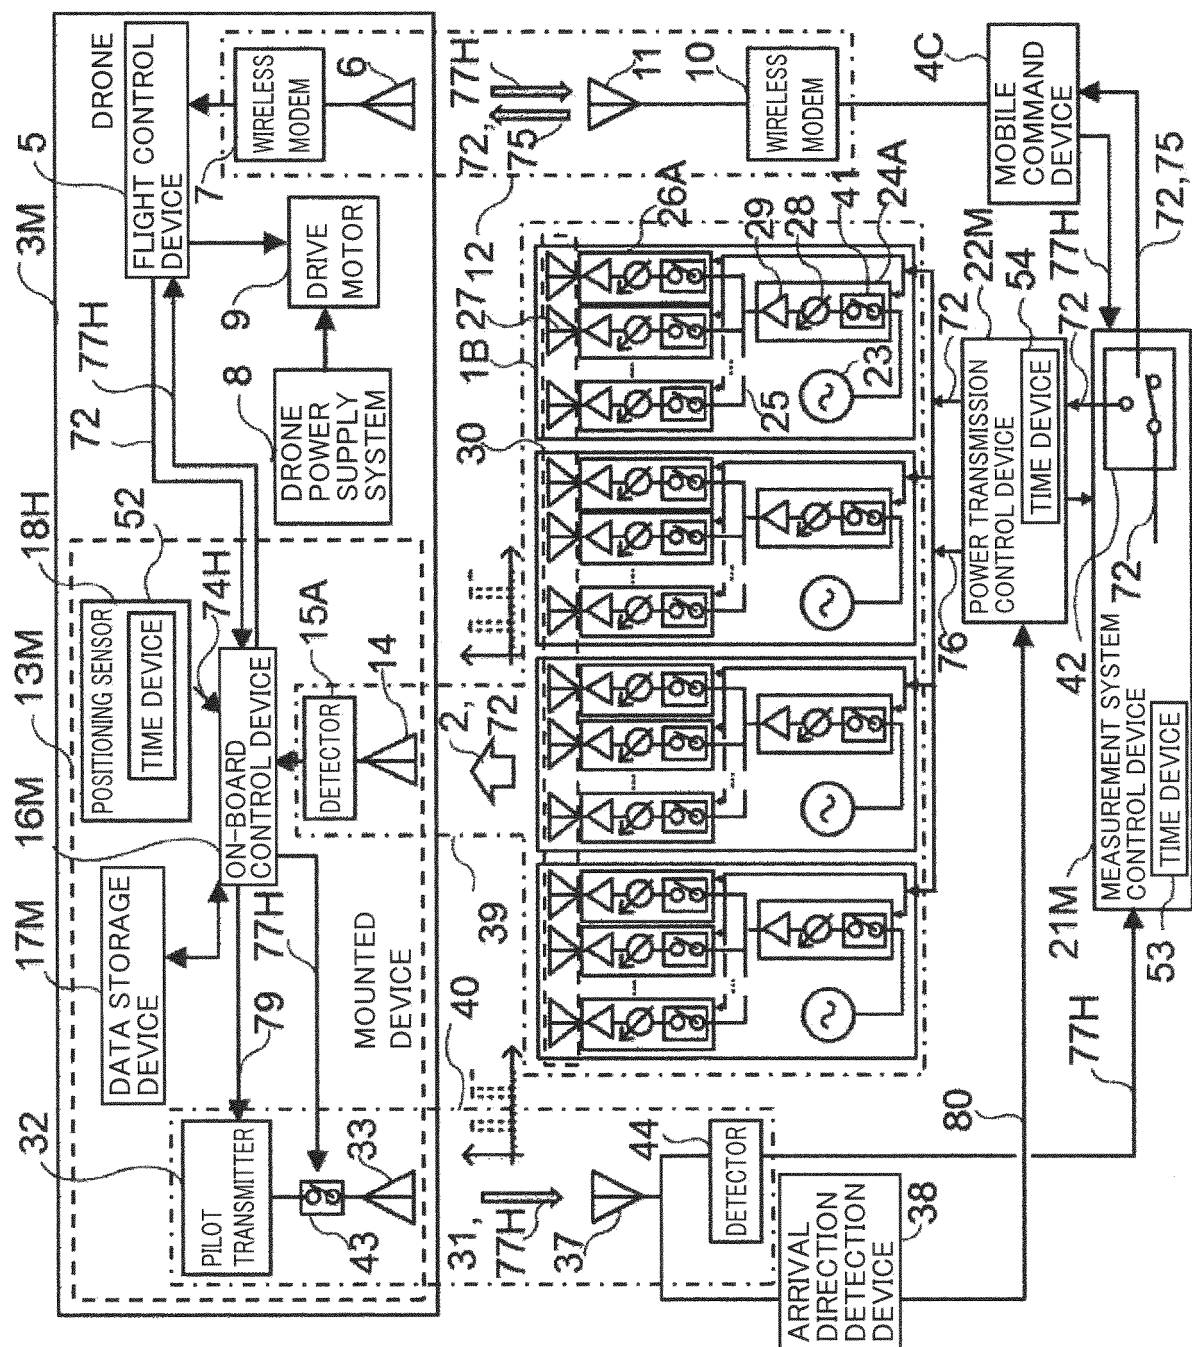 32
17M
16M
13M
18H
52
3M
5
DRONE
PILOT
TRANSMITTER
DATA STORAGE
DEVICE
POSITIONING SENSOR
TIME DEVICE
FLIGHT CONTROL
DEVICE
79
77H
ON-BOARD
CONTROL DEVICE
74H
72
77H
7
WIRELESS
MODEM
6
43
33
MOUNTED
DEVICE
DETECTOR
15A
14
8
DRONE
POWER
SUPPLY
SYSTEM
9
DRIVE
MOTOR
31,
77H
40
39
2,
72
30
1B
27
12
72,
75
77H
37
44
DETECTOR
11
10
WIRELESS
MODEM
26A
29
28
41
24A
25
23
ARRIVAL
DIRECTION
DETECTION
DEVICE
38
80
76
72
POWER TRANSMISSION
CONTROL DEVICE
TIME DEVICE
22M
54
72
77H
4C
MOBILE
COMMAND
DEVICE
77H
53
21M
MEASUREMENT SYSTEM
CONTROL DEVICE
TIME DEVICE
42
72
72,75